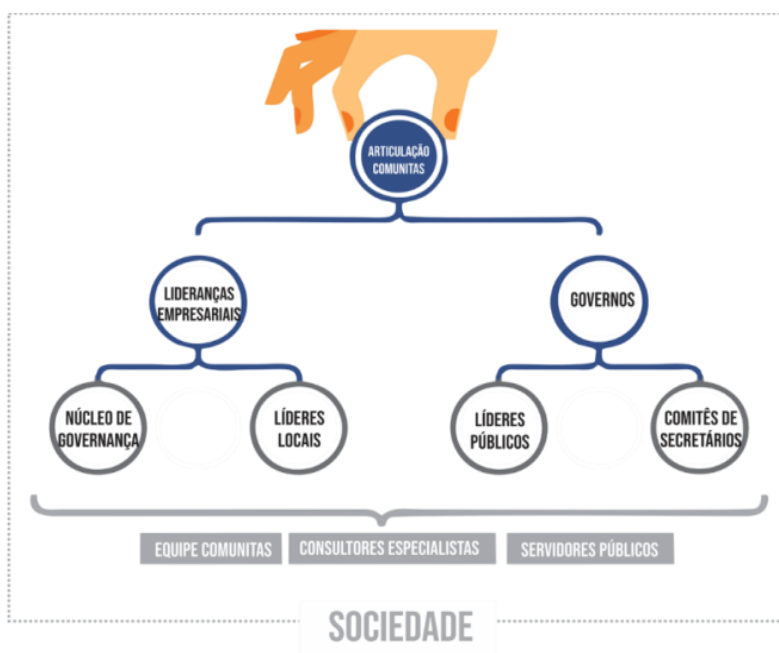 ARTICULAÇÃO
COMUNITAS
LIDERANÇAS
EMPRESARIAIS
GOVERNOS
NÚCLEO DE
GOVERNANÇA
LÍDERES
LOCAIS
LÍDERES
PÚBLICOS
COMITÊS DE
SECRETÁRIOS
EQUIPE COMUNITAS
CONSULTORES ESPECIALISTAS
SERVIDORES PÚBLICOS
SOCIEDADE